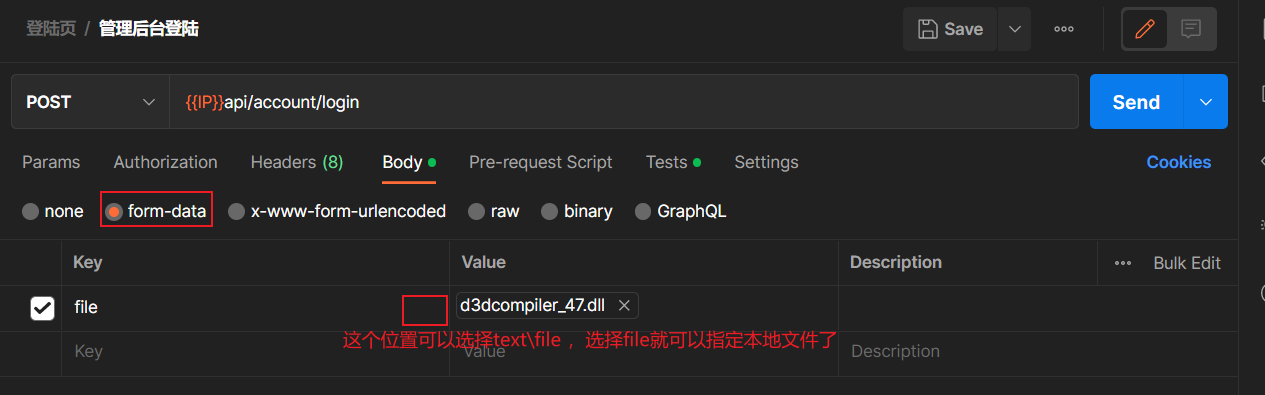 登陆页 / 管理后台登陆
Save
POST
{{IP}}api/account/login
Send
Params Authorization Headers (8) Body Pre-request Script Tests Settings Cookies
none form-data x-www-form-urlencoded raw binary GraphQL
Key Value Description Bulk Edit
file d3dcompiler_47.dll
这个位置可以选择text\file ，选择file就可以指定本地文件了
Key Value Description